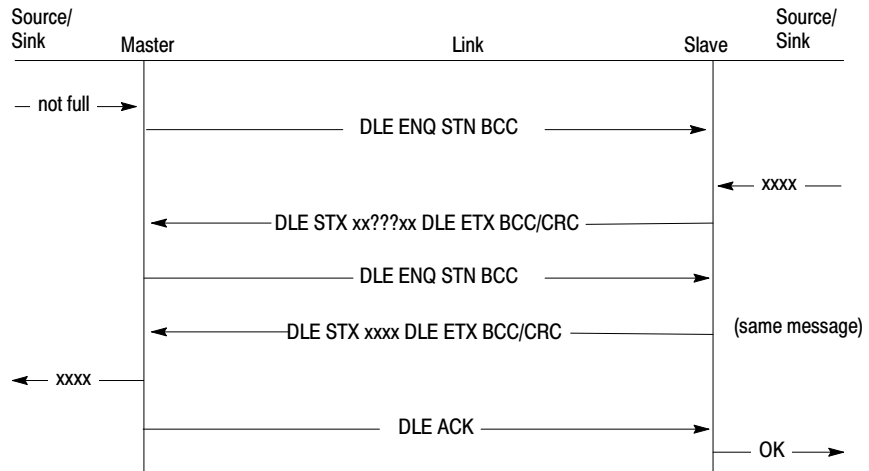 Source/
Sink
Master
Link
Slave
Source/
Sink
not full
DLE ENQ STN BCC
xxxx
DLE STX xx???xx DLE ETX BCC/CRC
DLE ENQ STN BCC
DLE STX xxxx DLE ETX BCC/CRC
(same message)
xxxx
DLE ACK
OK